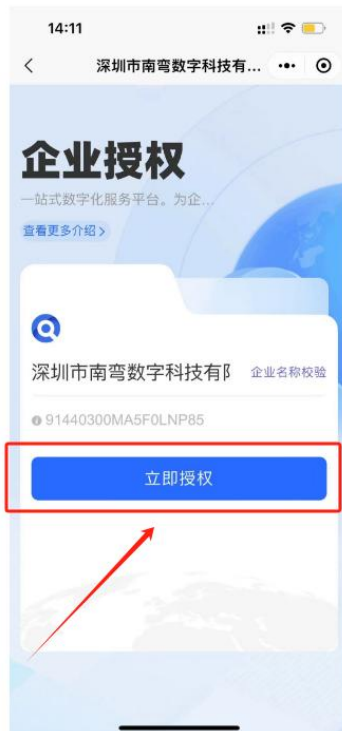 14:11
深圳市南弯数字科技有...
企业授权
一站式数字化服务平台。为企...
查看更多介绍 >
深圳市南弯数字科技有阝 企业名称校验
91440300MA5F0LNP85
立即授权